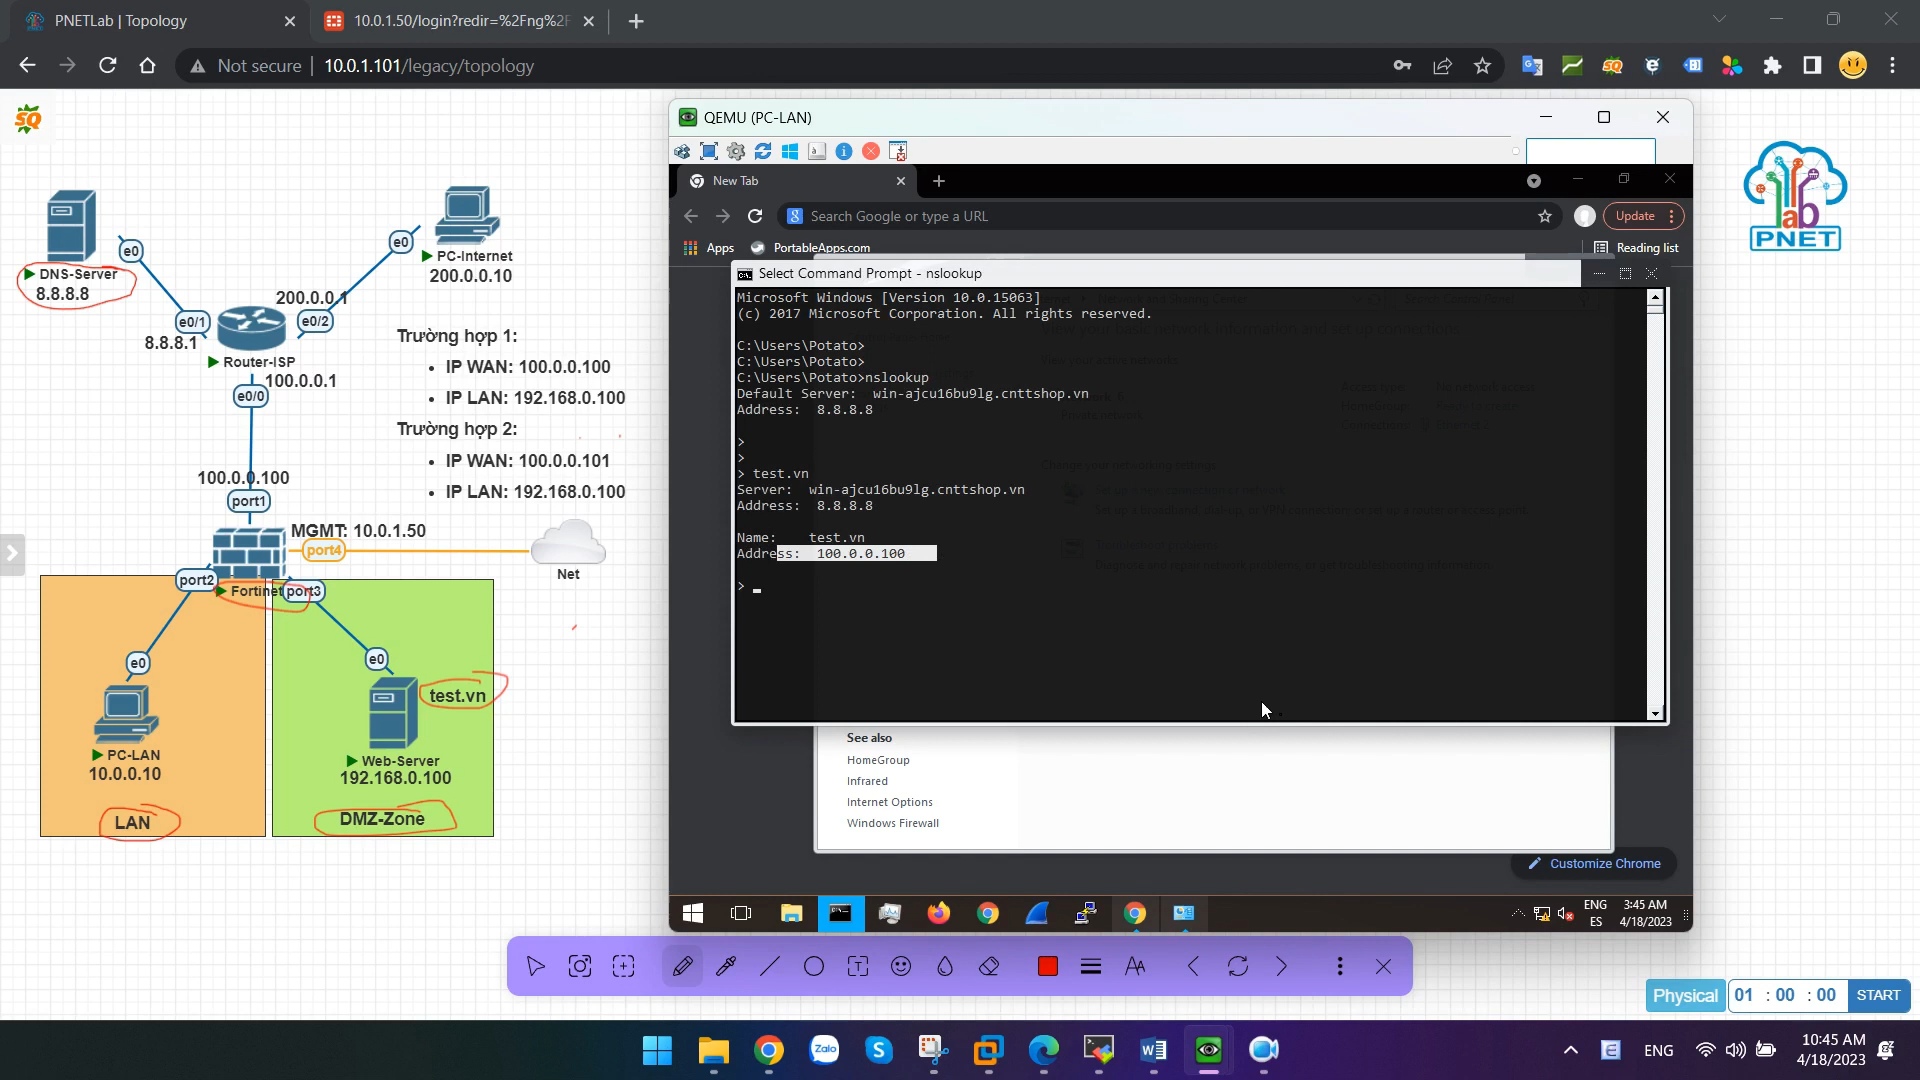 PNETLab | Topology
10.0.1.50/login?redir=%2Fng%2F
Not secure
10.0.1.101/legacy/topology
SQ
DNS-Server
8.8.8.8
e0
e0/1
8.8.8.1
Router-ISP
e0
PC-Internet
200.0.0.10
200.0.0.1
e0/2
100.0.0.1
e0/0
100.0.0.100
port1
Trường hợp 1:
• IP WAN: 100.0.0.100
• IP LAN: 192.168.0.100
Trường hợp 2:
• IP WAN: 100.0.0.101
• IP LAN: 192.168.0.100
MGMT: 10.0.1.50
port4
Net
port2
Fortinet
port3
e0
e0
test.vn
PC-LAN
10.0.0.10
Web-Server
192.168.0.100
LAN
DMZ-Zone
QEMU (PC-LAN)
New Tab
Search Google or type a URL
Update
Apps
PortableApps.com
Reading list
Select Command Prompt - nslookup
Microsoft Windows [Version 10.0.15063]
(c) 2017 Microsoft Corporation. All rights reserved.
C:\Users\Potato>
C:\Users\Potato>
C:\Users\Potato>nslookup
Default Server:  win-ajcu16bu9lg.cnttshop.vn
Address:  8.8.8.8
>
>
> test.vn
Server:  win-ajcu16bu9lg.cnttshop.vn
Address:  8.8.8.8
Name:    test.vn
Address:  100.0.0.100
> _
See also
HomeGroup
Infrared
Internet Options
Windows Firewall
Customize Chrome
ENG
ES
3:45 AM
4/18/2023
lab
PNET
Physical
01 : 00 : 00
START
Zalo
ENG
10:45 AM
4/18/2023